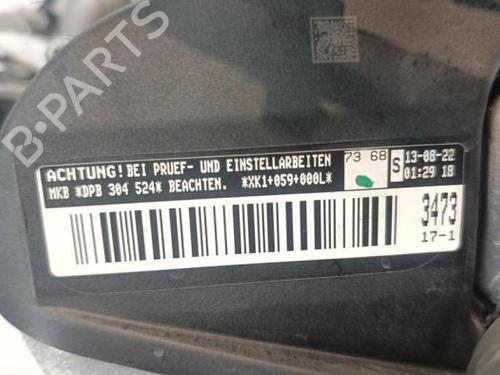 B-PARTS
ACHTUNG! BEI PRUEF- UND EINSTELLARBEITEN
MKB *DPB 304 524* BEACHTEN. *XK1+059+000L*
73 68
S
13-08-22
01:29 18
3473
17-1